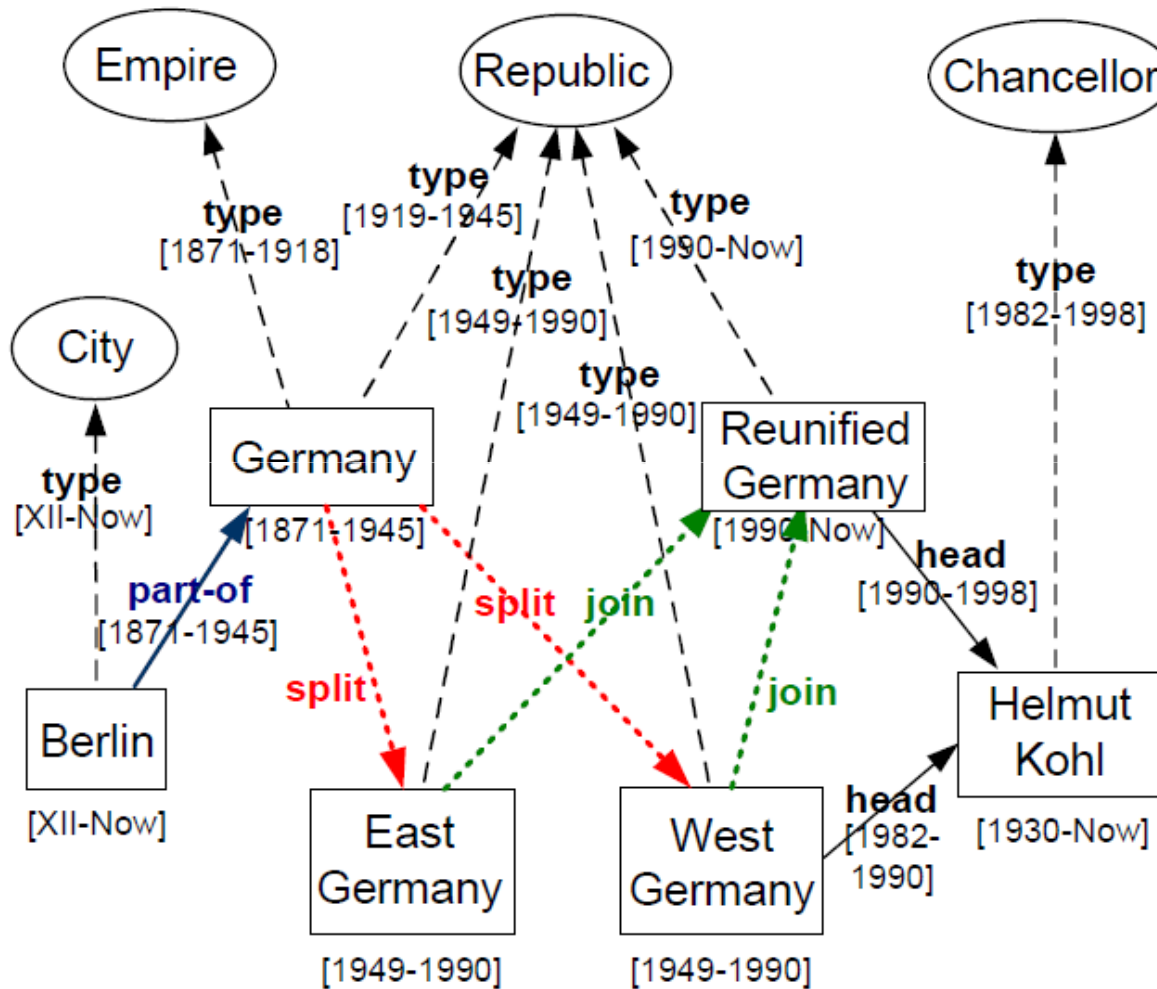 Empire
Republic
Chancellor
type
[1871-1918]
type
[1919-1945]
type
[1990-Now]
type
[1949-1990]
type
[1982-1998]
City
type
[1949-1990]
Germany
[1871-1945]
Reunified
Germany
[1990-Now]
type
[XII-Now]
part-of
[1871-1945]
split
join
head
[1990-1998]
split
join
Berlin
[XII-Now]
Helmut
Kohl
[1930-Now]
head
[1982-
1990]
East
Germany
[1949-1990]
West
Germany
[1949-1990]